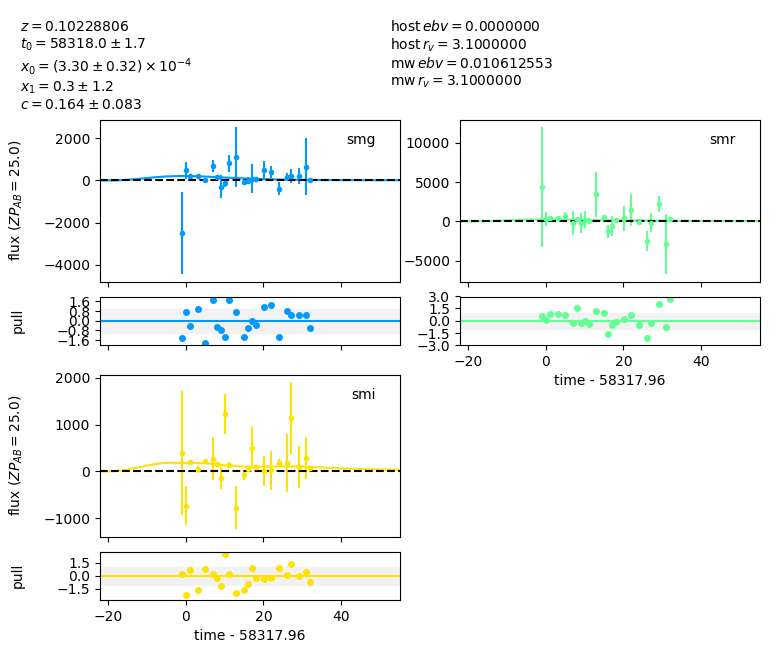 z = 0.10228806
t₀ = 58318.0 ± 1.7
x₀ = (3.30 ± 0.32) × 10⁻⁴
x₁ = 0.3 ± 1.2
c = 0.164 ± 0.083
host ebv = 0.0000000
host r_v = 3.1000000
mw ebv = 0.010612553
mw r_v = 3.1000000
flux (ZP_AB = 25.0)
2000
0
−2000
−4000
smg
10000
5000
0
−5000
smr
pull
1.6
0.8
0.0
−0.8
−1.6
3.0
1.5
0.0
−1.5
−3.0
−20 0 20 40
time - 58317.96
flux (ZP_AB = 25.0)
2000
1000
0
−1000
smi
pull
1.5
0.0
−1.5
−20 0 20 40
time - 58317.96